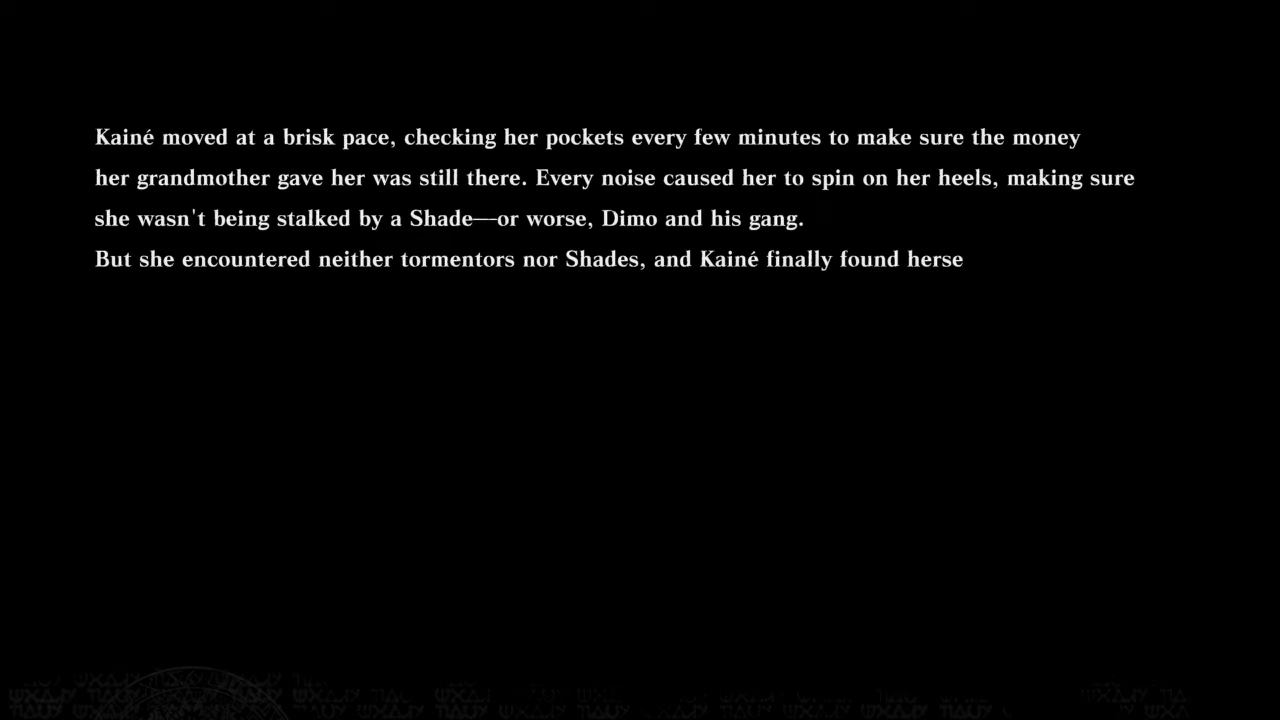 Kainé moved at a brisk pace, checking her pockets every few minutes to make sure the money
her grandmother gave her was still there. Every noise caused her to spin on her heels, making sure
she wasn't being stalked by a Shade—or worse, Dimo and his gang.
But she encountered neither tormentors nor Shades, and Kainé finally found herse